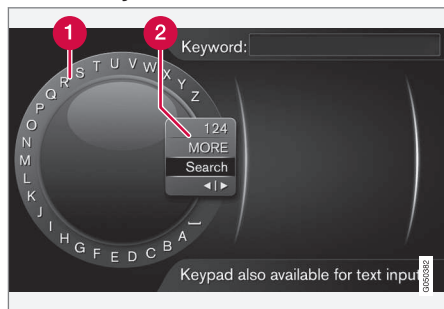 1
2
Keyword:
A B C D E F G H I J K L M N O P Q R S T U V W X Y Z
124
MORE
Search
◄|►
Keypad also available for text input
G050382